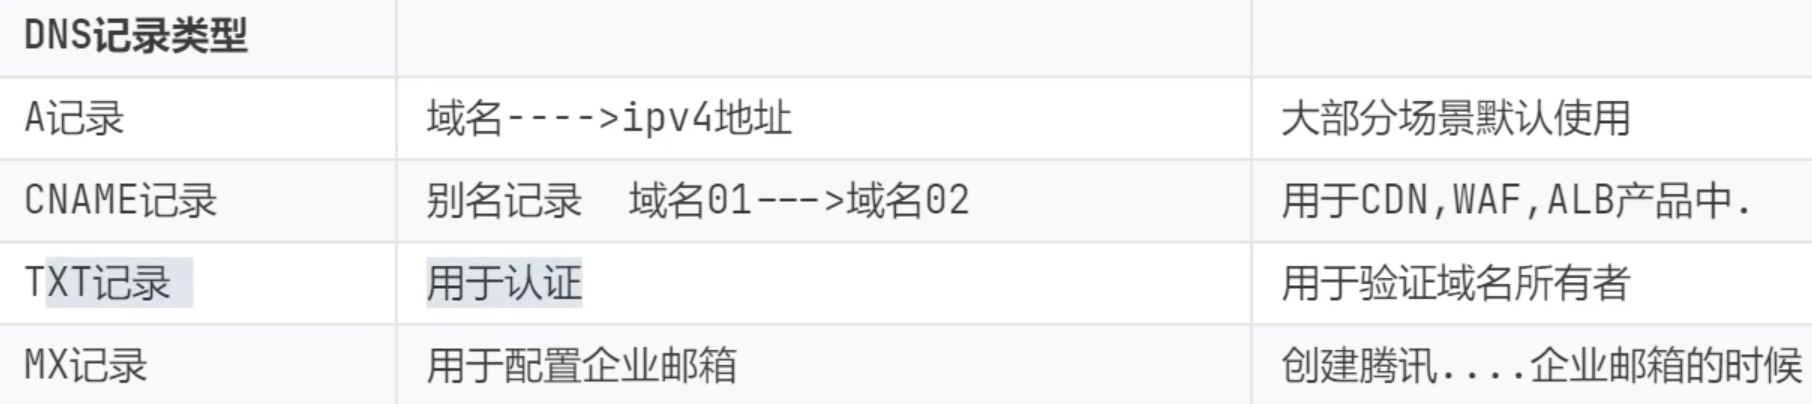 DNS记录类型
A记录 域名---->ipv4地址 大部分场景默认使用
CNAME记录 别名记录 域名01--->域名02 用于CDN,WAF,ALB产品中.
TXT记录 用于认证 用于验证域名所有者
MX记录 用于配置企业邮箱 创建腾讯....企业邮箱的时候